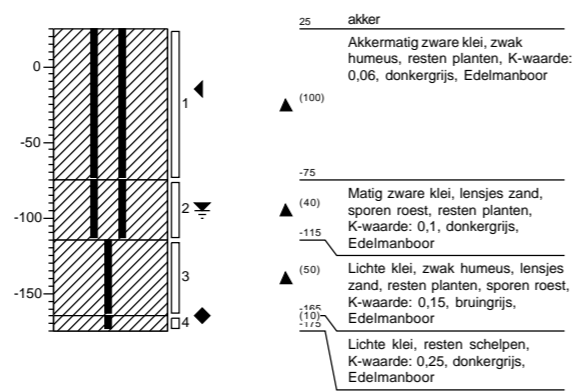 0
-50
-100
-150
1
2
3
4
25 akker
Akkermatig zware klei, zwak
humeus, resten planten, K-waarde:
0,06, donkergrijs, Edelmanboor
(100)
-75
Matig zware klei, lensjes zand,
sporen roest, resten planten,
K-waarde: 0,1, donkergrijs,
Edelmanboor
(40)
-115
Lichte klei, zwak humeus, lensjes
zand, resten planten, sporen roest,
K-waarde: 0,15, bruingrijs,
Edelmanboor
(50)
-165
(10)
-175
Lichte klei, resten schelpen,
K-waarde: 0,25, donkergrijs,
Edelmanboor